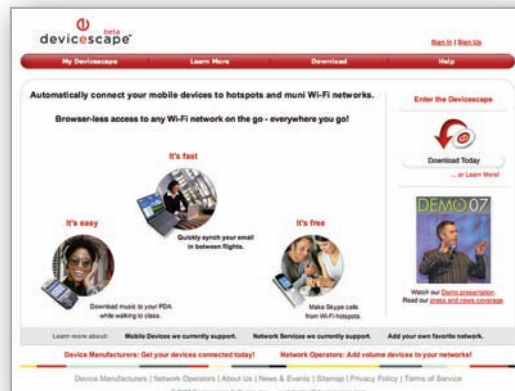 beta
devicescape
Sign In | Sign Up
My Devicescape Learn More Download Help
Automatically connect your mobile devices to hotspots and muni Wi-Fi networks.
Browser-less access to any Wi-Fi network on the go - everywhere you go!
Enter the Devicescape
Download Today
... or Learn More!
It's fast
Quickly synch your email
in between flights.
It's easy
Download music to your PDA
while walking to class.
It's free
Make Skype calls
from Wi-Fi hotspots.
DEMO 07
Watch our Demo presentation.
Read our press and news coverage.
Learn more about: Mobile Devices we currently support. Network Services we currently support. Add your own favorite network.
Device Manufacturers: Get your devices connected today! Network Operators: Add volume devices to your networks!
Device Manufacturers | Network Operators | About Us | News & Events | Sitemap | Privacy Policy | Terms of Service